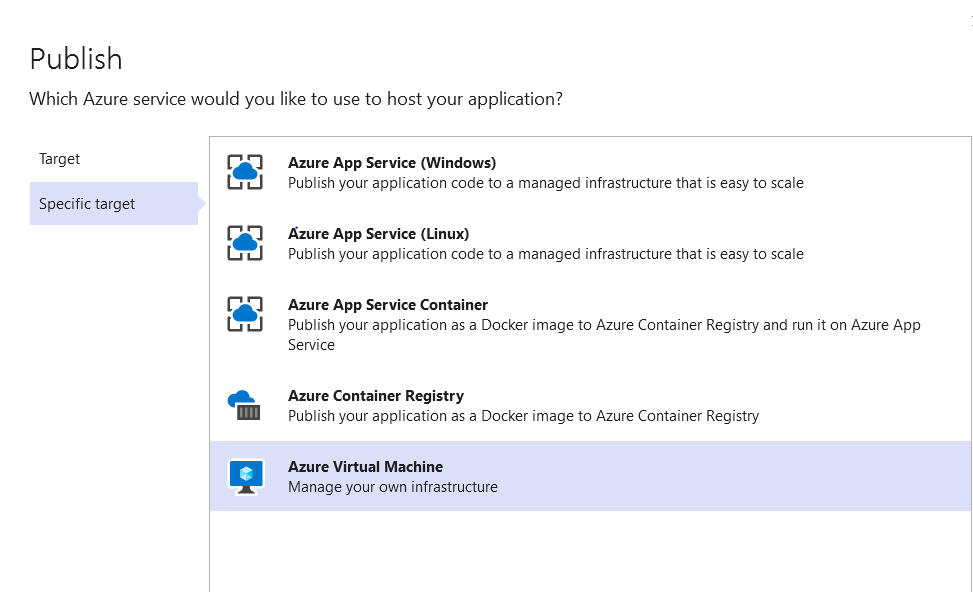 Publish
Which Azure service would you like to use to host your application?
Target
Specific target
Azure App Service (Windows)
Publish your application code to a managed infrastructure that is easy to scale
Azure App Service (Linux)
Publish your application code to a managed infrastructure that is easy to scale
Azure App Service Container
Publish your application as a Docker image to Azure Container Registry and run it on Azure App
Service
Azure Container Registry
Publish your application as a Docker image to Azure Container Registry
Azure Virtual Machine
Manage your own infrastructure